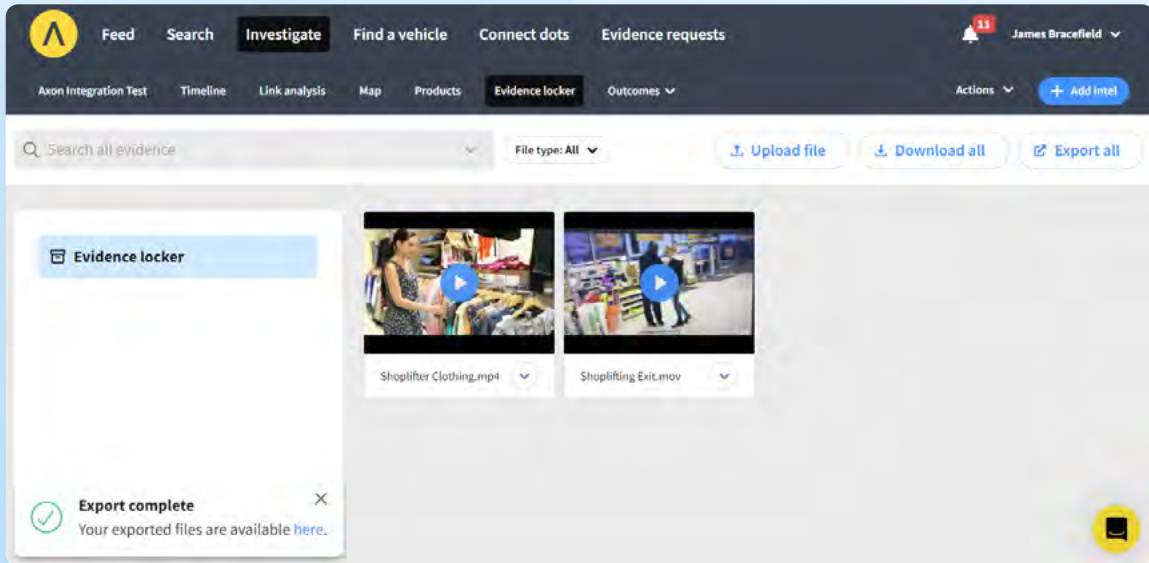 Feed Search Investigate Find a vehicle Connect dots Evidence requests 11 James Bracefield
Axon Integration Test Timeline Link analysis Map Products Evidence locker Outcomes Actions + Add Intel
Search all evidence File type: All Upload file Download all Export all
Evidence locker
Shoplifter Clothing.mp4 Shoplifting Exit.mov
Export complete
Your exported files are available here.